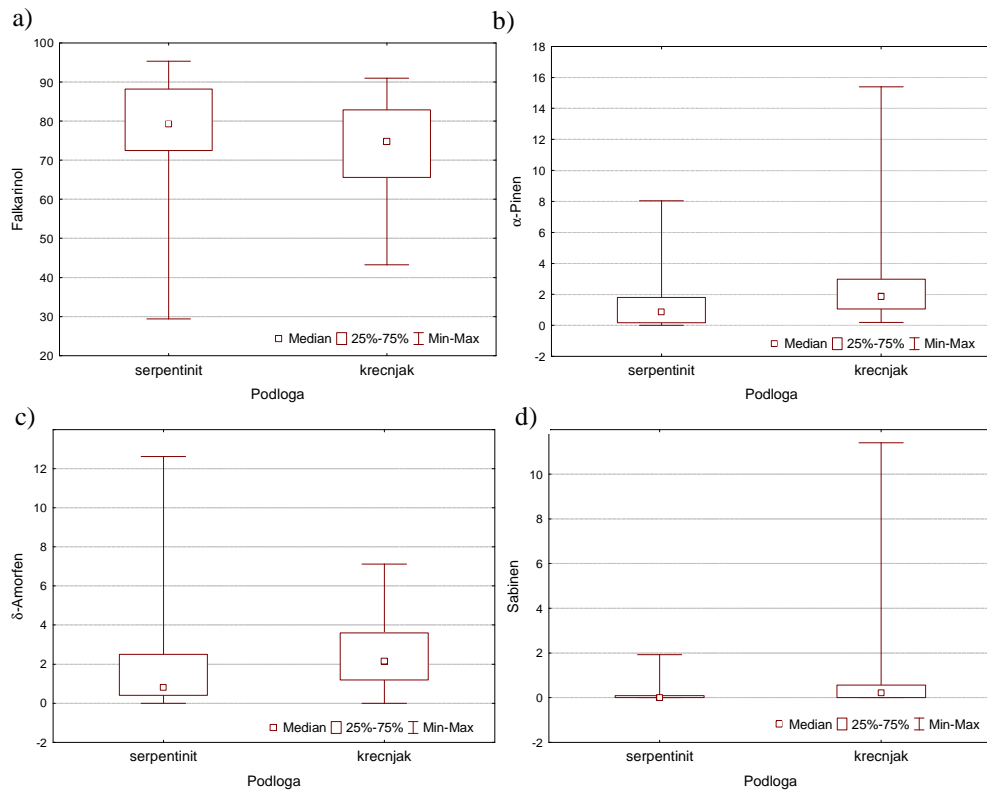 a)
100
90
80
70
60
50
40
30
20
Falkarinol
Median 25%-75% Min-Max
serpentinit krecnjak
Podloga
b)
18
16
14
12
10
8
6
4
2
0
-2
α-Pinen
Median 25%-75% Min-Max
serpentinit krecnjak
Podloga
c)
12
10
8
6
4
2
0
-2
δ-Amorfen
Median 25%-75% Min-Max
serpentinit krecnjak
Podloga
d)
10
8
6
4
2
0
-2
Sabinen
Median 25%-75% Min-Max
serpentinit krecnjak
Podloga